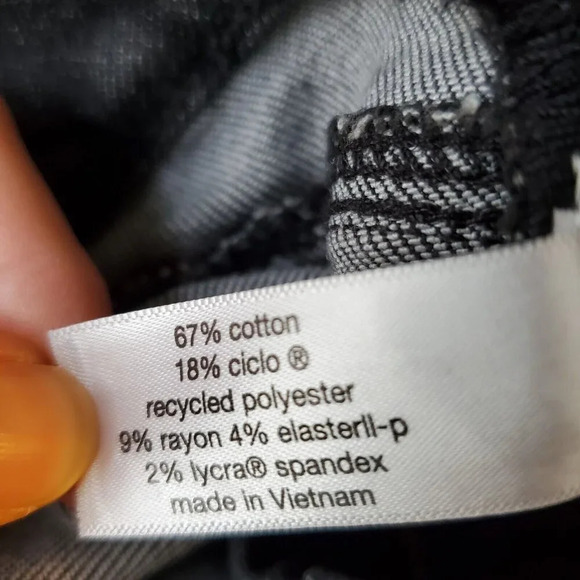 67% cotton
18% ciclo ®
recycled polyester
9% rayon 4% elasterll-p
2% lycra® spandex
made in Vietnam